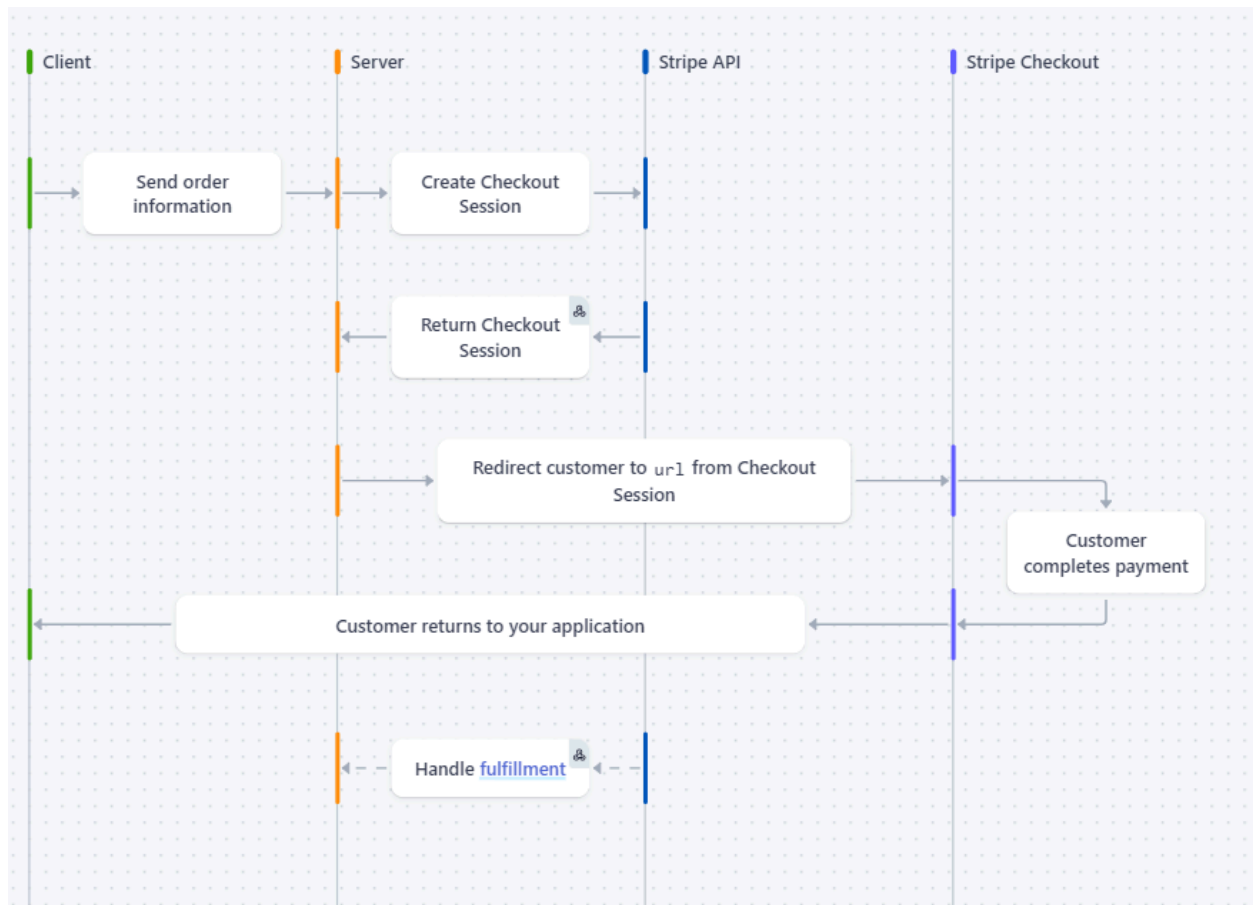 Client
Server
Stripe API
Stripe Checkout
Send order
information
Create Checkout
Session
Return Checkout
Session
Redirect customer to url from Checkout
Session
Customer
completes payment
Customer returns to your application
Handle fulfillment